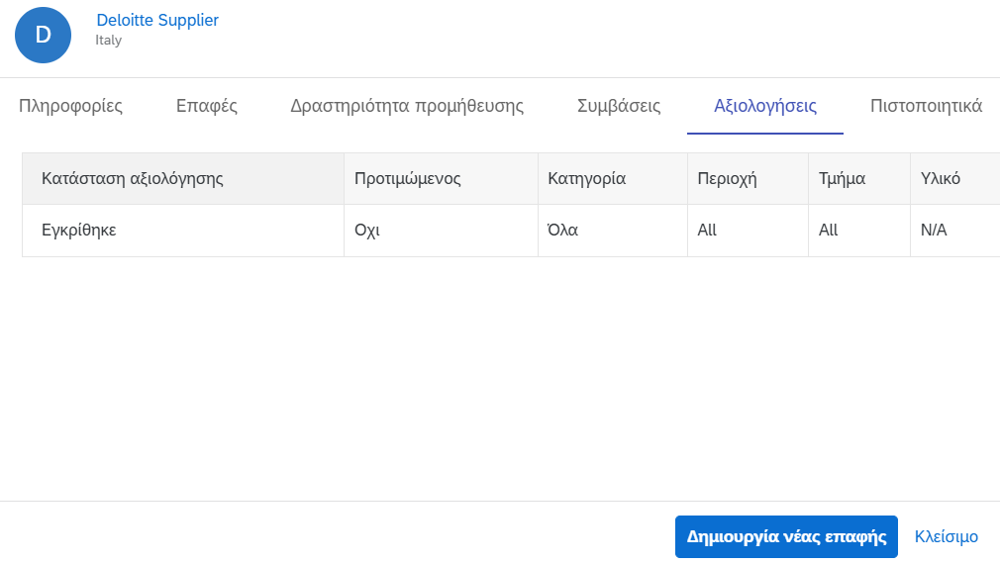 D
Deloitte Supplier
Italy
Πληροφορίες Επαφές Δραστηριότητα προμήθευσης Συμβάσεις Αξιολογήσεις Πιστοποιητικά
Κατάσταση αξιολόγησης Προτιμώμενος Κατηγορία Περιοχή Τμήμα Υλικό
Εγκρίθηκε Οχι Όλα All All N/A
Δημιουργία νέας επαφής Κλείσιμο